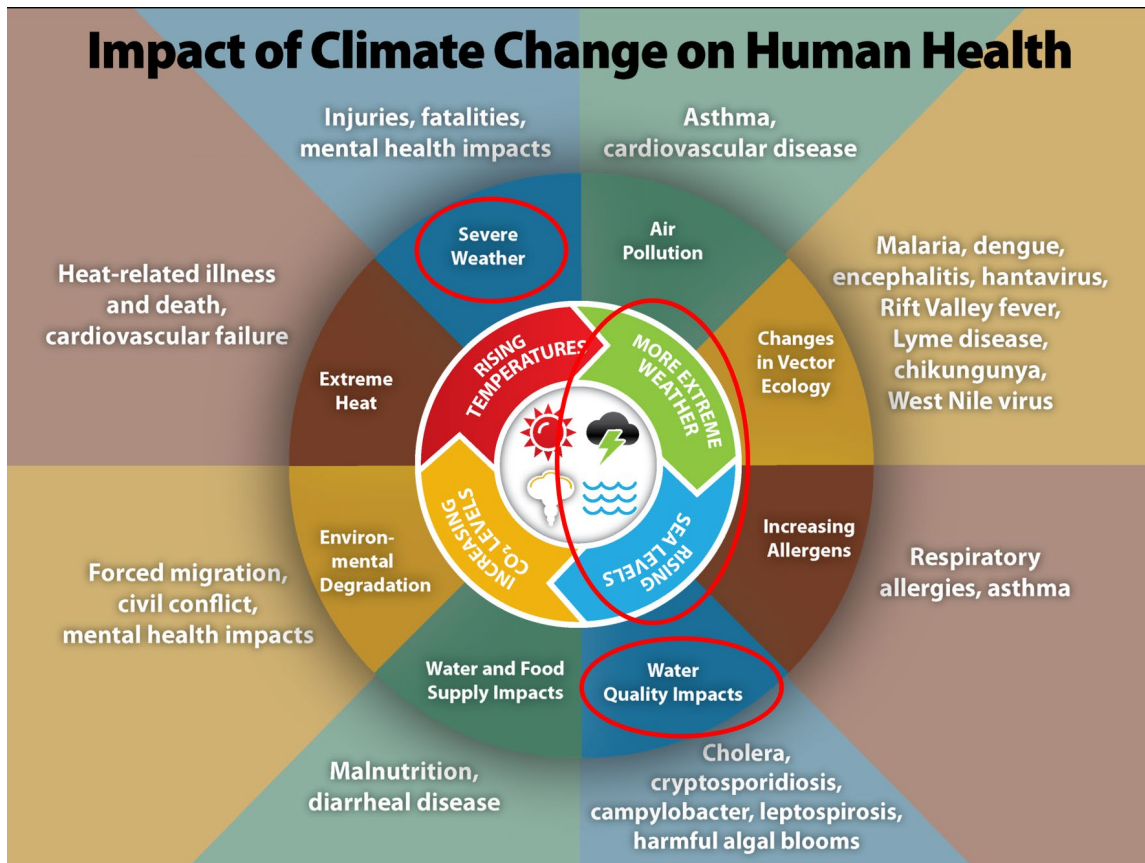 Impact of Climate Change on Human Health
Injuries, fatalities,
mental health impacts
Asthma,
cardiovascular disease
Severe
Weather
Air
Pollution
Heat-related illness
and death,
cardiovascular failure
Malaria, dengue,
encephalitis, hantavirus,
Rift Valley fever,
Lyme disease,
chikungunya,
West Nile virus
Extreme
Heat
RISING
TEMPERATURES
MORE EXTREME
WEATHER
Changes
in Vector
Ecology
Environ-
mental
Degradation
INCREASING
CO₂ LEVELS
RISING
SEA LEVELS
Increasing
Allergens
Forced migration,
civil conflict,
mental health impacts
Respiratory
allergies, asthma
Water and Food
Supply Impacts
Water
Quality Impacts
Malnutrition,
diarrheal disease
Cholera,
cryptosporidiosis,
campylobacter, leptospirosis,
harmful algal blooms